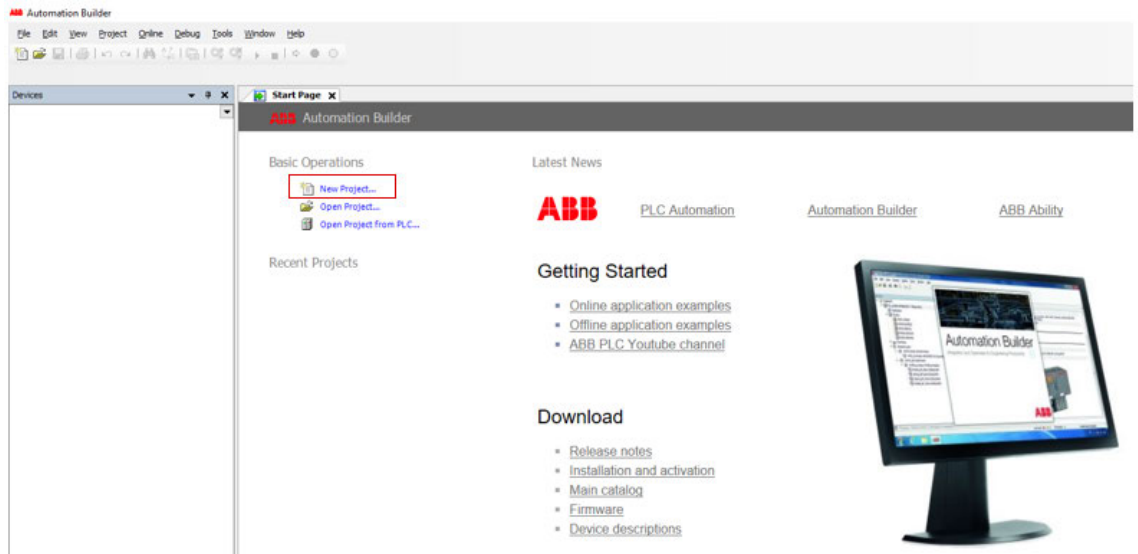 ABB Automation Builder
File Edit View Project Online Debug Tools Window Help
Devices
Start Page
ABB Automation Builder
Basic Operations
New Project...
Open Project...
Open Project from PLC...
Recent Projects
Latest News
ABB PLC Automation Automation Builder ABB Ability
Getting Started
Online application examples
Offline application examples
ABB PLC Youtube channel
Automation Builder
ABB
Download
Release notes
Installation and activation
Main catalog
Firmware
Device descriptions